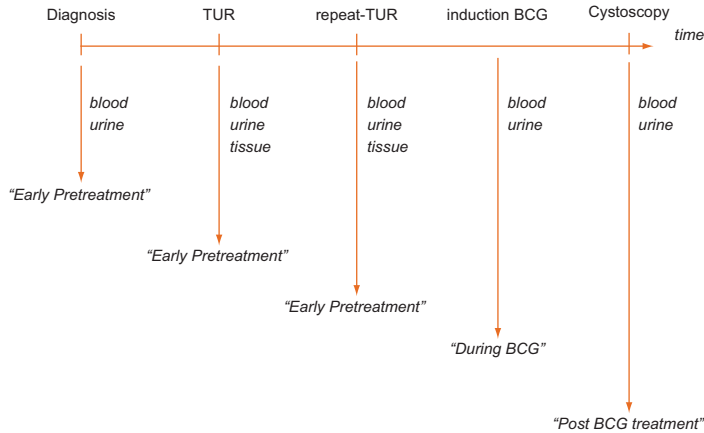 Diagnosis TUR repeat-TUR induction BCG Cystoscopy
time
blood blood blood blood blood
urine urine urine urine urine
tissue tissue
“Early Pretreatment”
“Early Pretreatment”
“Early Pretreatment”
“During BCG”
“Post BCG treatment”